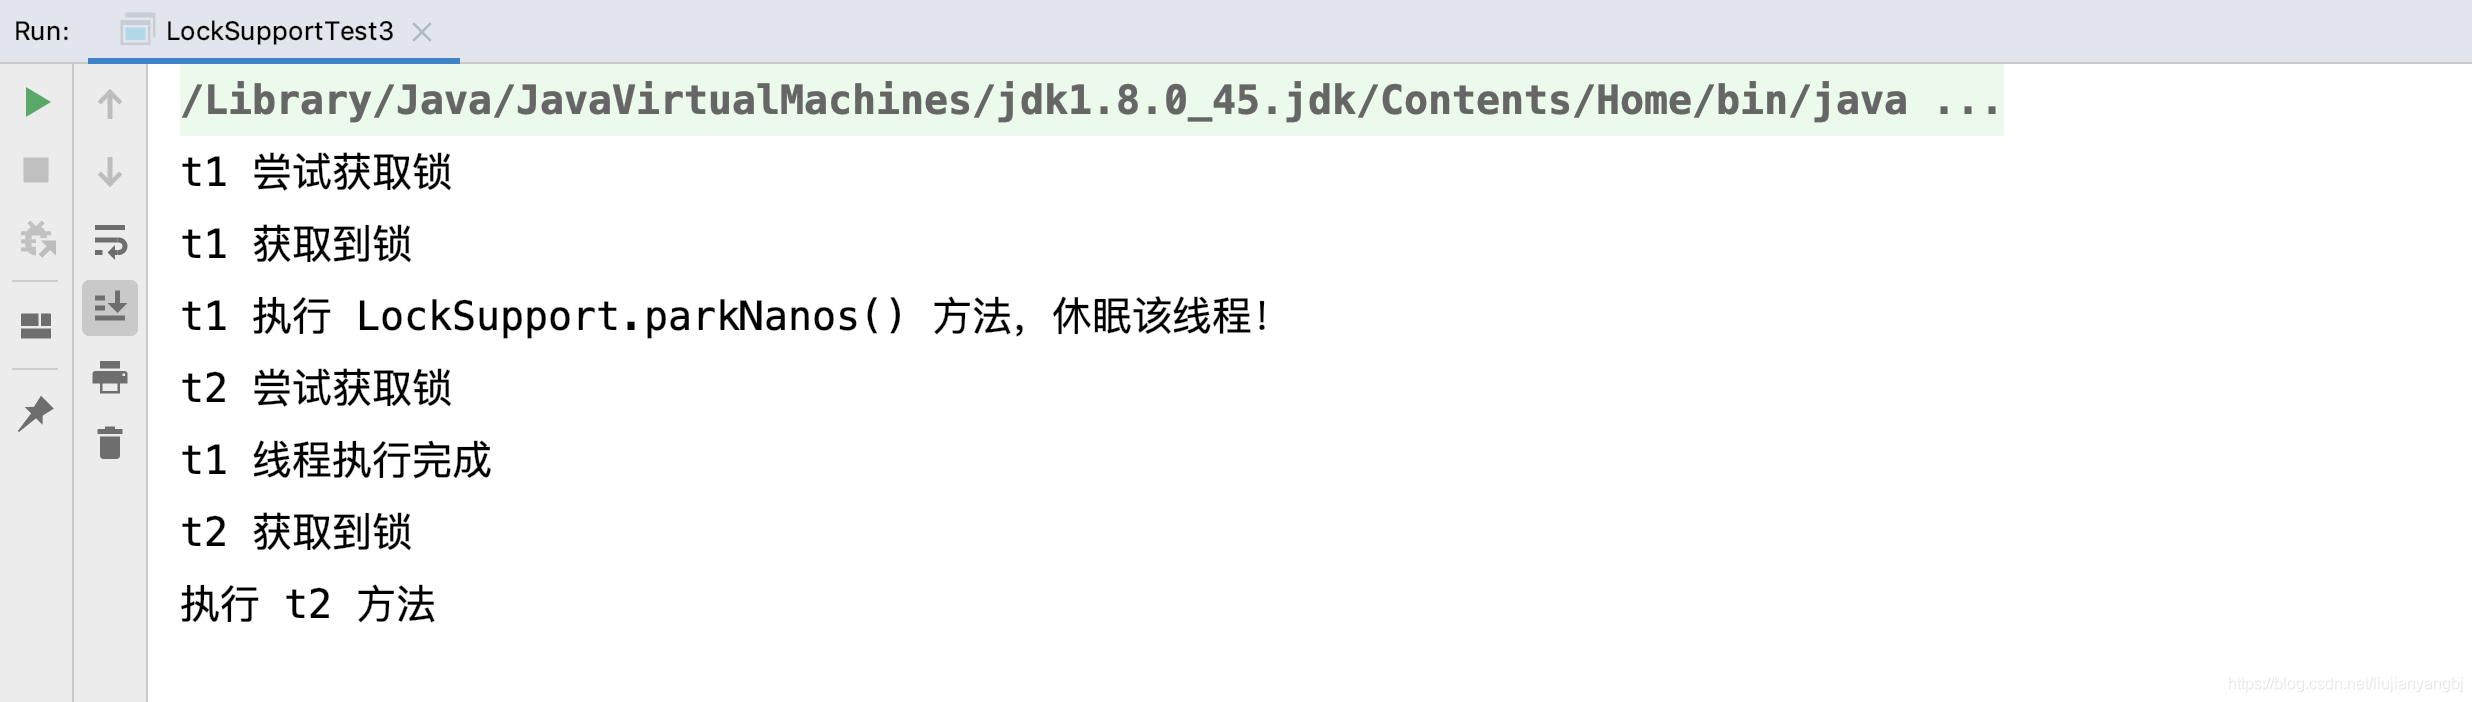 Run: LockSupportTest3
/Library/Java/JavaVirtualMachines/jdk1.8.0_45.jdk/Contents/Home/bin/java ...
t1 尝试获取锁
t1 获取到锁
t1 执行 LockSupport.parkNanos() 方法，休眠该线程!
t2 尝试获取锁
t1 线程执行完成
t2 获取到锁
执行 t2 方法
https://blog.csdn.net/liujianyangbj